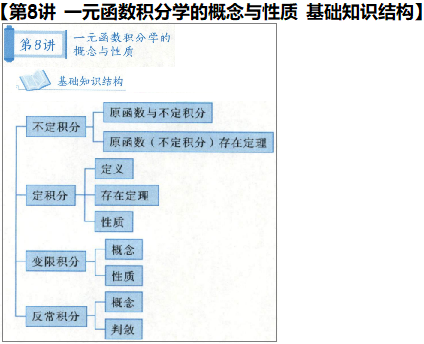 【第8讲 一元函数积分学的概念与性质 基础知识结构】
第8讲
一元函数积分学的
概念与性质
基础知识结构
不定积分
原函数与不定积分
原函数（不定积分）存在定理
定积分
定义
存在定理
性质
变限积分
概念
性质
反常积分
概念
判敛